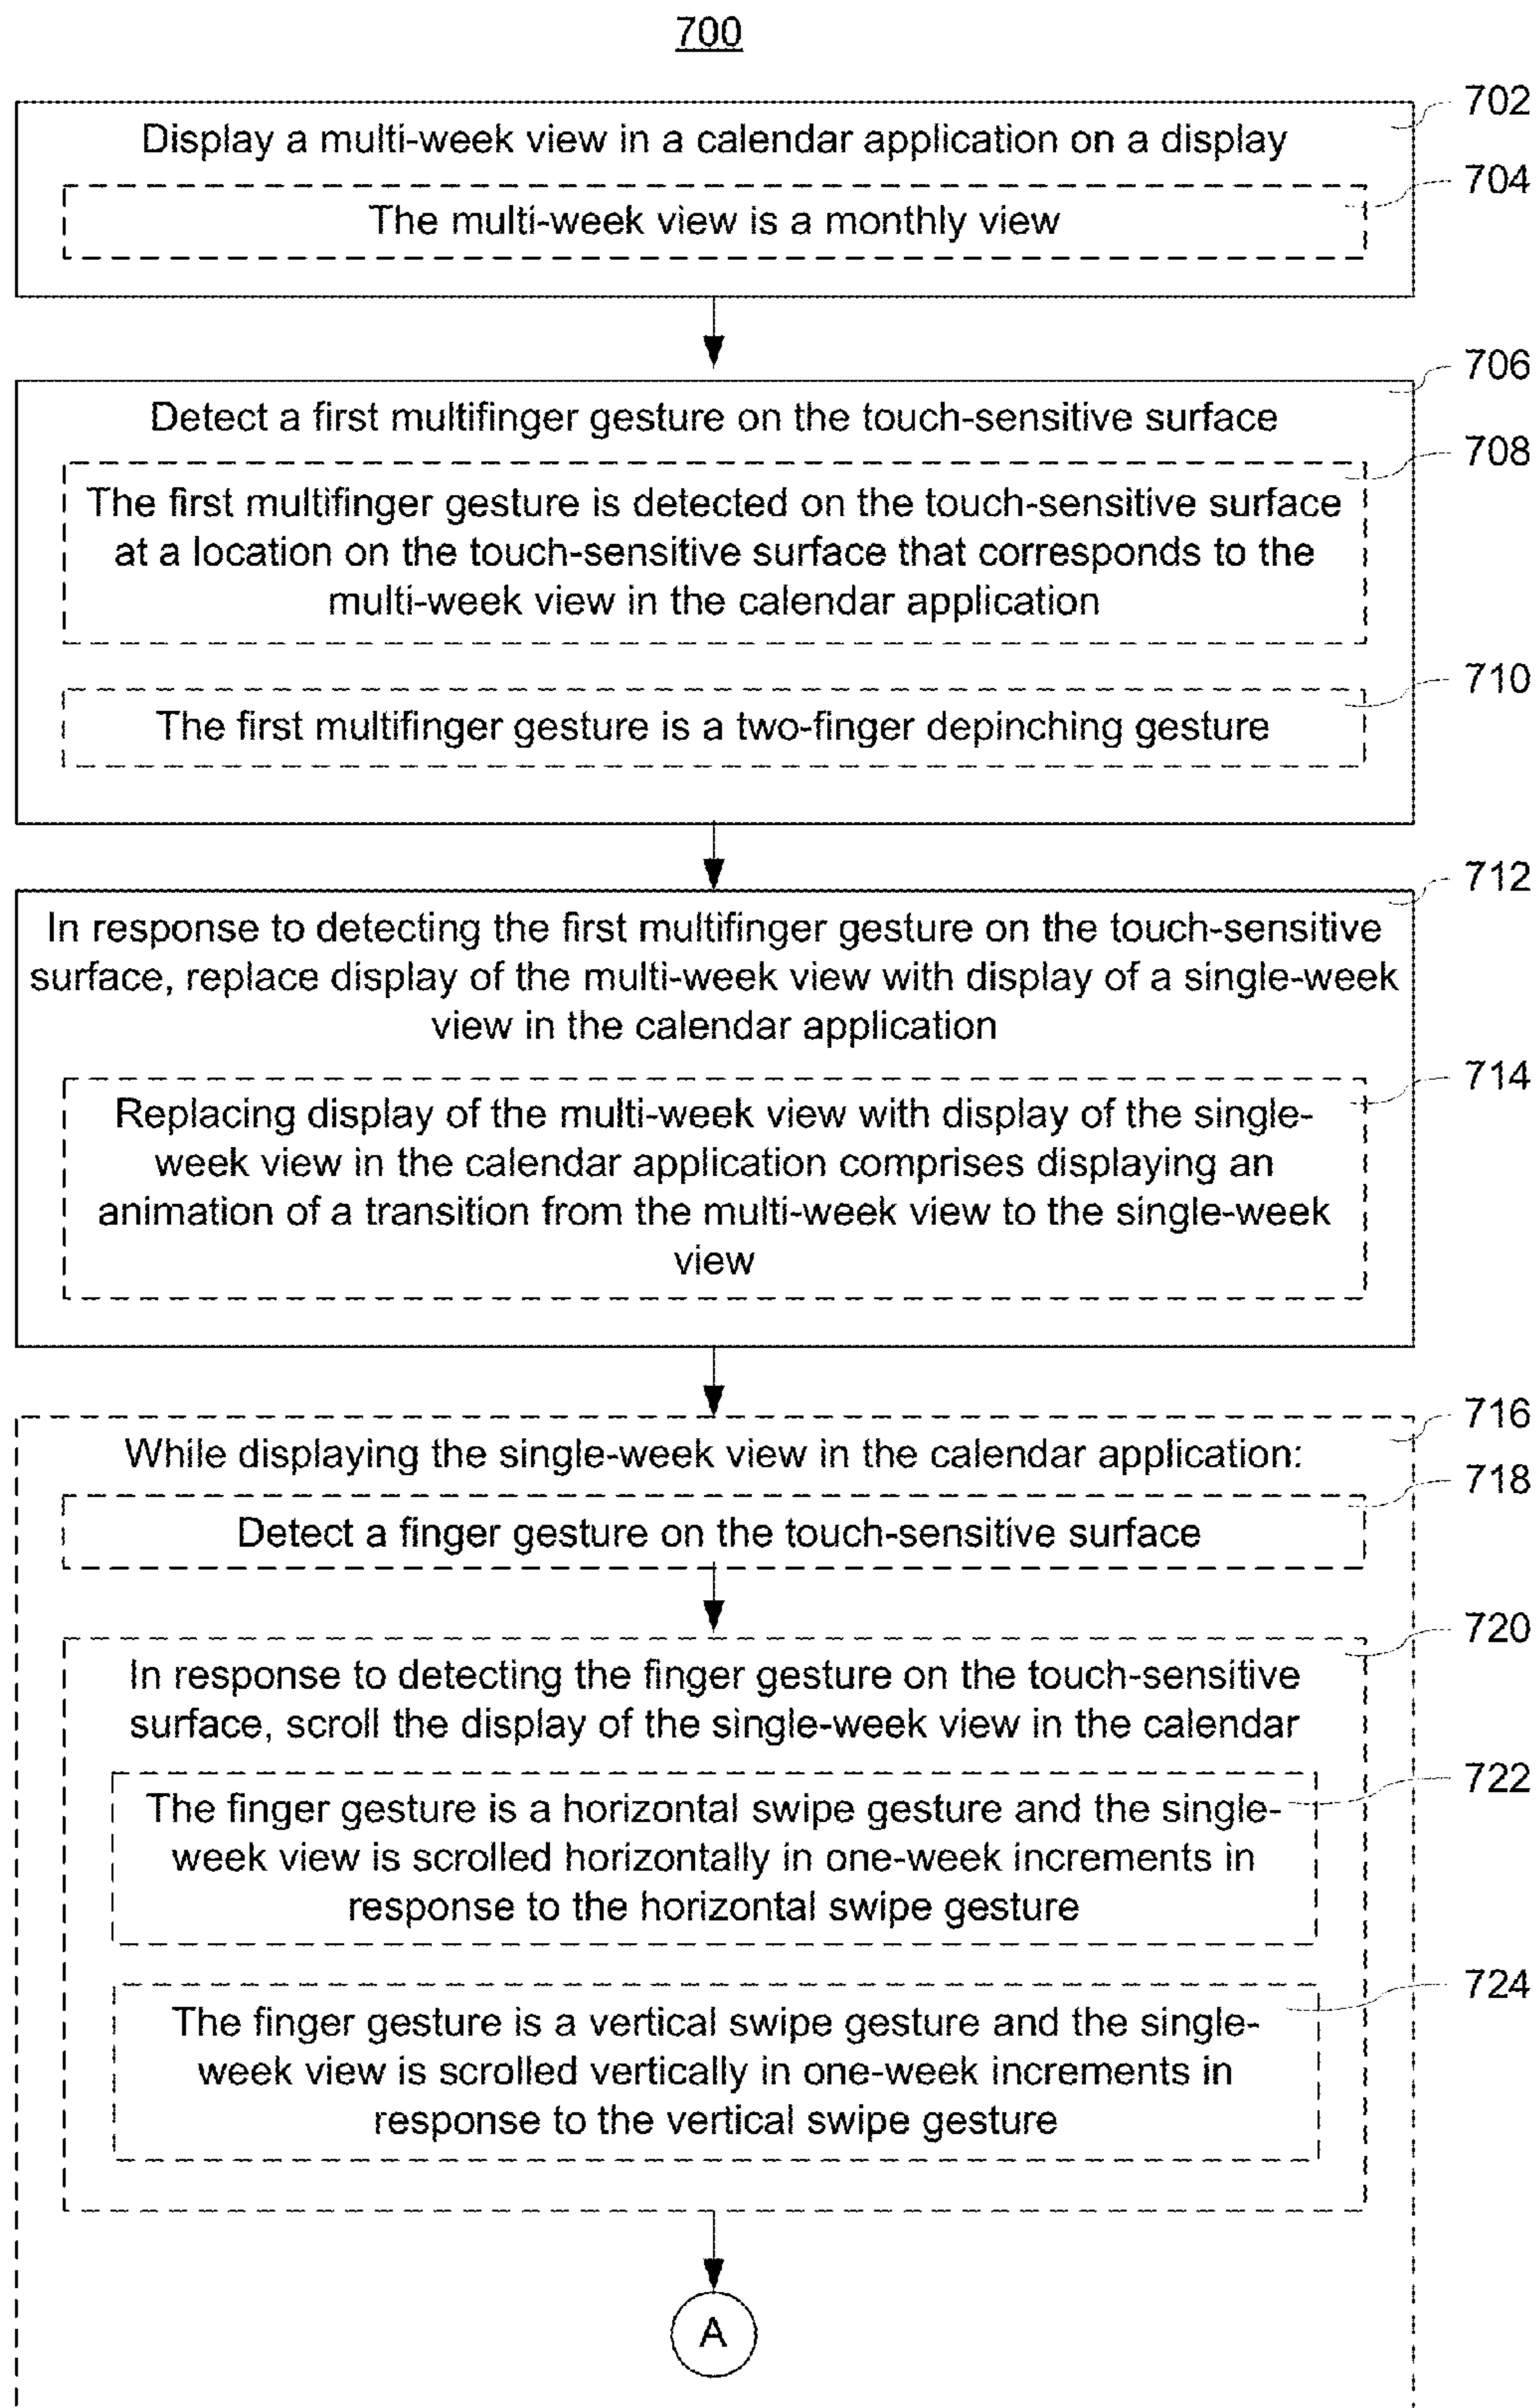 700
702
Display a multi-week view in a calendar application on a display
704
The multi-week view is a monthly view
706
Detect a first multifinger gesture on the touch-sensitive surface
708
The first multifinger gesture is detected on the touch-sensitive surface
at a location on the touch-sensitive surface that corresponds to the
multi-week view in the calendar application
710
The first multifinger gesture is a two-finger depinching gesture
712
In response to detecting the first multifinger gesture on the touch-sensitive
surface, replace display of the multi-week view with display of a single-week
view in the calendar application
714
Replacing display of the multi-week view with display of the single-
week view in the calendar application comprises displaying an
animation of a transition from the multi-week view to the single-week
view
716
While displaying the single-week view in the calendar application:
718
Detect a finger gesture on the touch-sensitive surface
720
In response to detecting the finger gesture on the touch-sensitive
surface, scroll the display of the single-week view in the calendar
722
The finger gesture is a horizontal swipe gesture and the single-
week view is scrolled horizontally in one-week increments in
response to the horizontal swipe gesture
724
The finger gesture is a vertical swipe gesture and the single-
week view is scrolled vertically in one-week increments in
response to the vertical swipe gesture
A